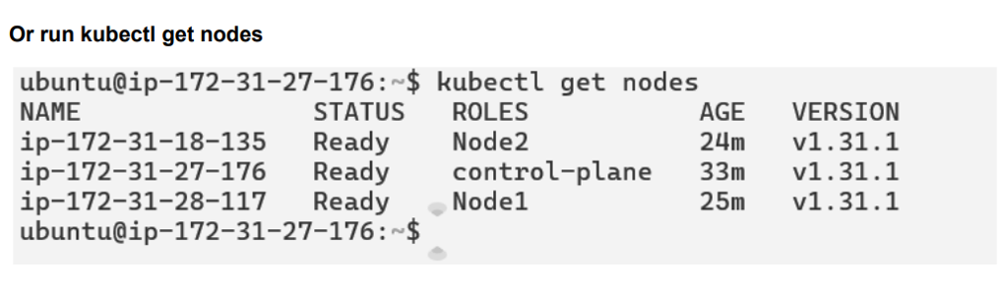 Or run kubectl get nodes
ubuntu@ip-172-31-27-176:~$ kubectl get nodes
NAME STATUS ROLES AGE VERSION
ip-172-31-18-135 Ready Node2 24m v1.31.1
ip-172-31-27-176 Ready control-plane 33m v1.31.1
ip-172-31-28-117 Ready Node1 25m v1.31.1
ubuntu@ip-172-31-27-176:~$